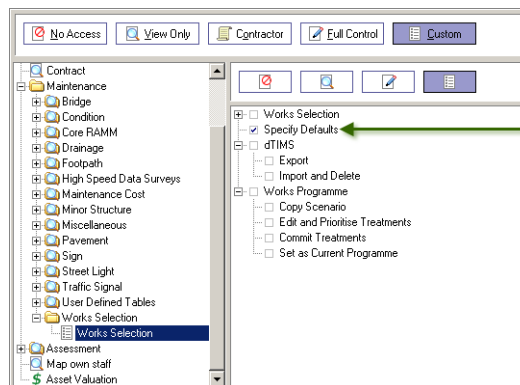 No Access View Only Contractor Full Control Custom
Contract
Maintenance
Bridge
Condition
Core RAMM
Drainage
Footpath
High Speed Data Surveys
Maintenance Cost
Minor Structure
Miscellaneous
Pavement
Sign
Street Light
Traffic Signal
User Defined Tables
Works Selection
Works Selection
Assessment
Map own staff
Asset Valuation
Works Selection
Specify Defaults
dTIMS
Export
Import and Delete
Works Programme
Copy Scenario
Edit and Prioritise Treatments
Commit Treatments
Set as Current Programme